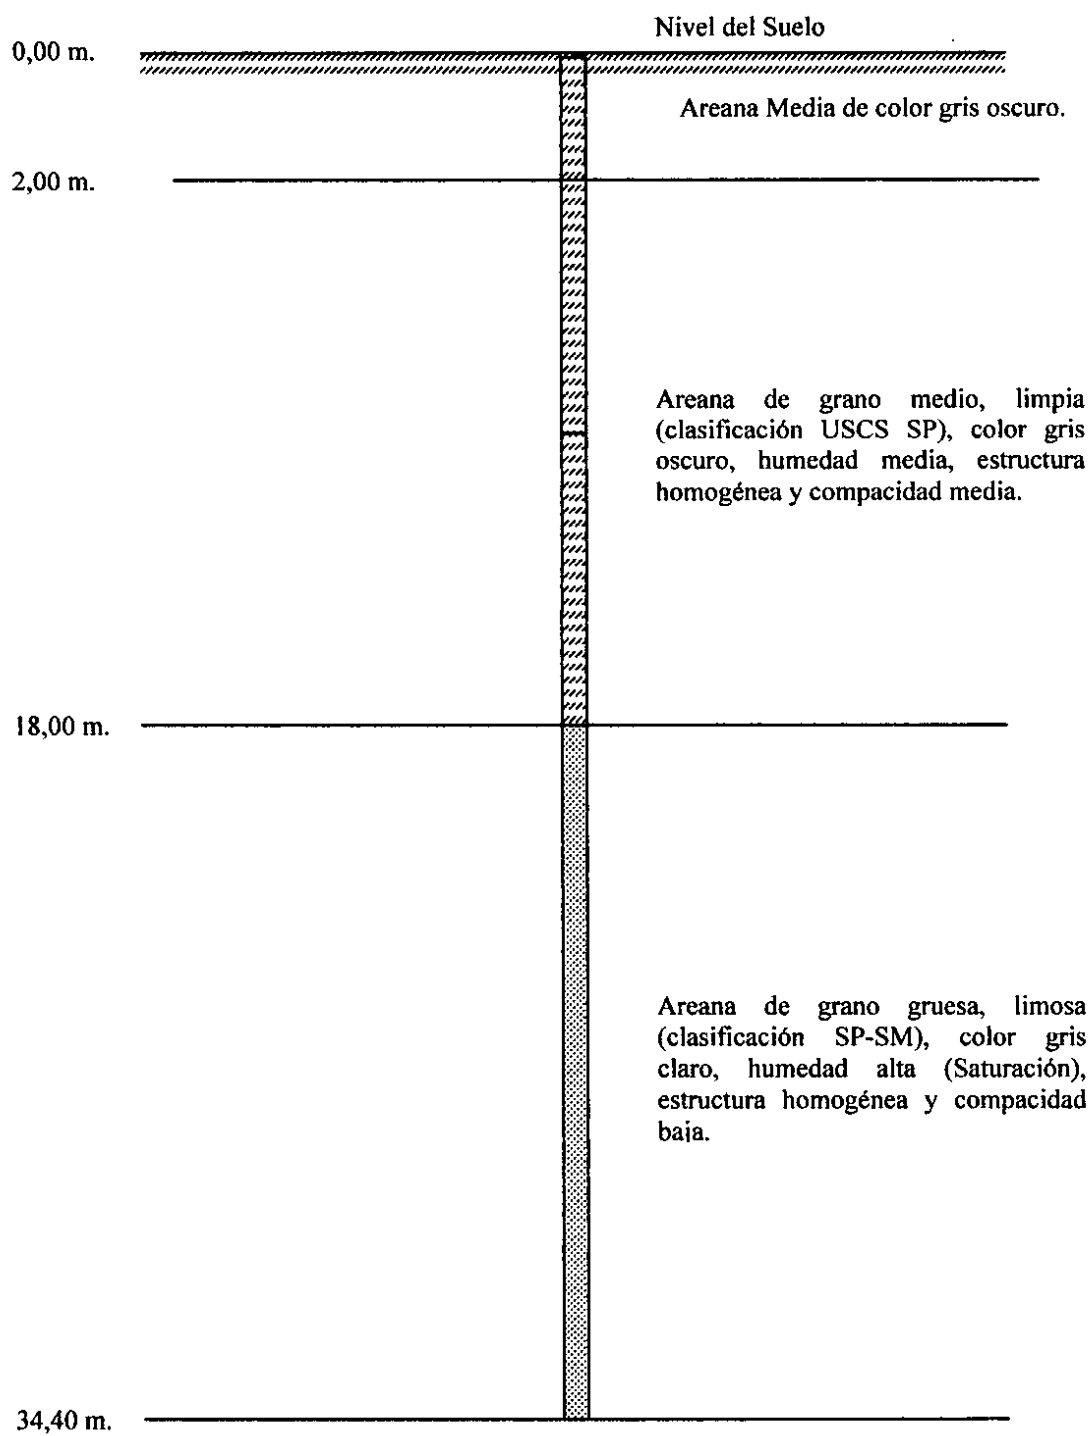 Nivel del Suelo
0,00 m.
Areana Media de color gris oscuro.
2,00 m.
Areana de grano medio, limpia
(clasificación USCS SP), color gris
oscuro, humedad media, estructura
homogénea y compacidad media.
18,00 m.
Areana de grano gruesa, limosa
(clasificación SP-SM), color gris
claro, humedad alta (Saturación),
estructura homogénea y compacidad
baja.
34,40 m.